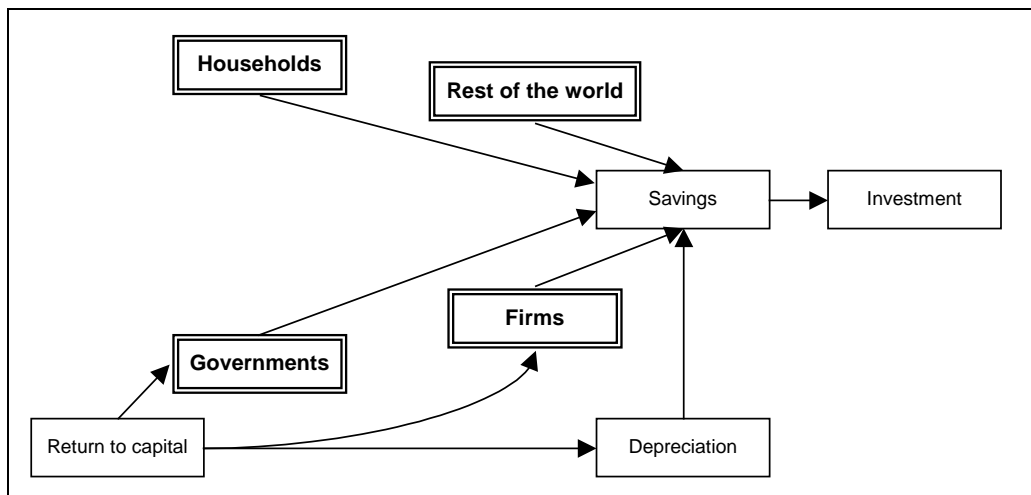 Households
Rest of the world
Savings
Investment
Firms
Governments
Return to capital
Depreciation